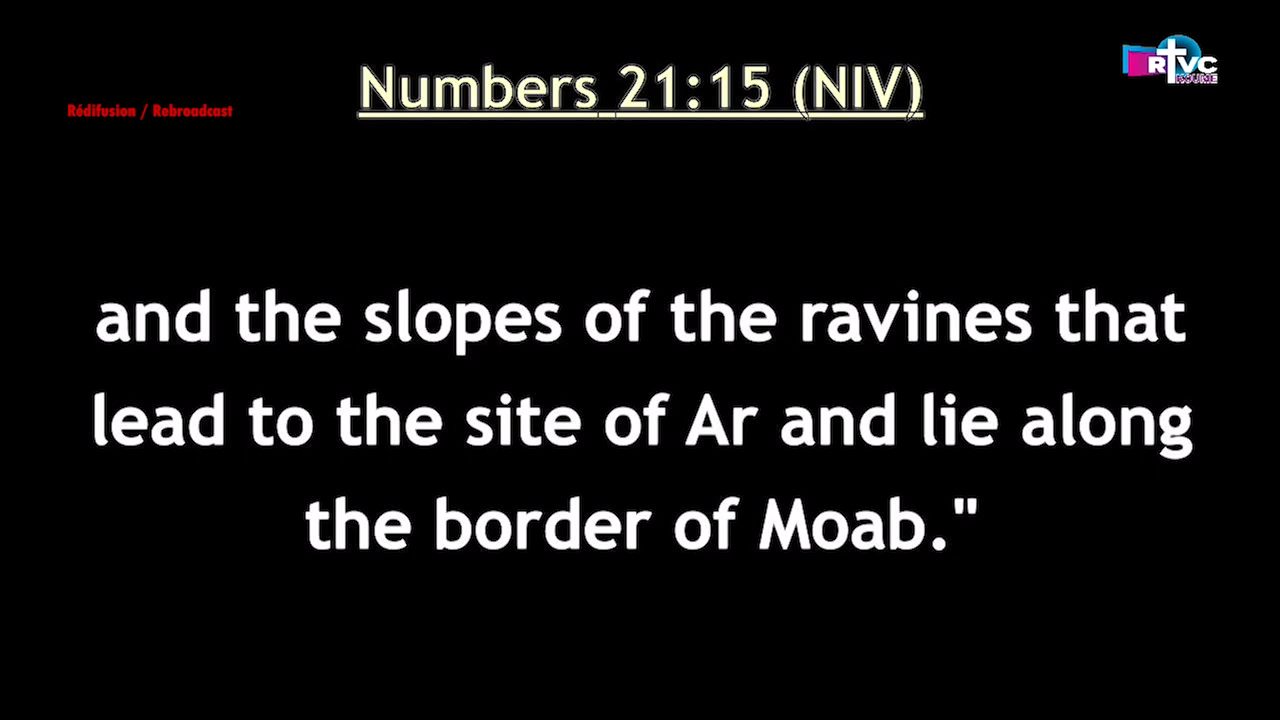 Numbers 21:15 (NIV)
Rédifusion / Rebroadcast
RTVC
and the slopes of the ravines that
lead to the site of Ar and lie along
the border of Moab."